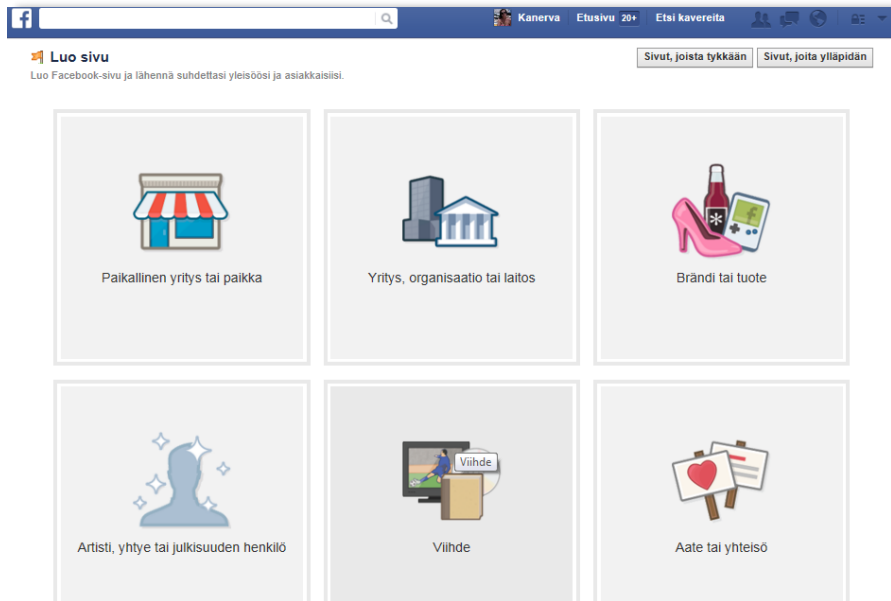 f
Kanerva Etusivu 20+ Etsi kavereita
Luo sivu
Sivut, joista tykkään Sivut, joita ylläpidän
Luo Facebook-sivu ja lähennä suhdettasi yleisöösi ja asiakkaisiisi.
Paikallinen yritys tai paikka
Yritys, organisaatio tai laitos
f
Brändi tai tuote
Artisti, yhtye tai julkisuuden henkilö
Viihde
Viihde
Aate tai yhteisö